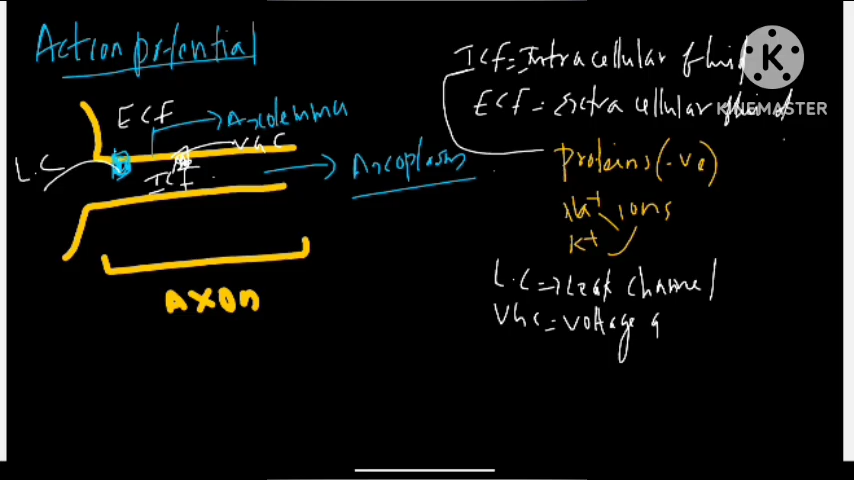 Action potential
ICF = Intracellular fluid
ECF = Extra cellular fluid
K
KINEMASTER
ECF
Axolemma
VGC
L.C
ICF
Axoplasm
Proteins (-ve)
Na+ ions
K+
L.C => Leak channel
VGC = Voltage g
AXON